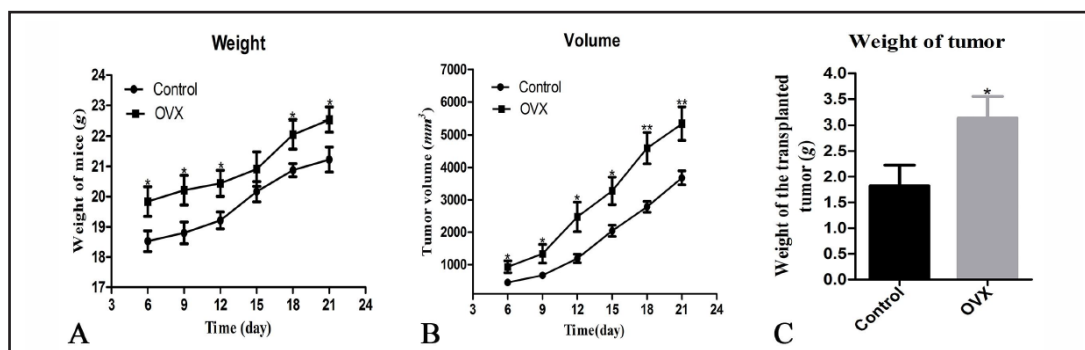 Weight
Control
OVX
Weight of mice (g)
24
23
22
21
20
19
18
17
* * * * *
3 6 9 12 15 18 21 24
Time (day)
A
Volume
Control
OVX
Tumor volume (mm³)
7000
6000
5000
4000
3000
2000
1000
* * * * ** **
3 6 9 12 15 18 21 24
Time(day)
B
Weight of tumor
Weight of the transplanted
tumor (g)
4.0
3.5
3.0
2.5
2.0
1.5
1.0
0.5
0.0
*
Control
OVX
C